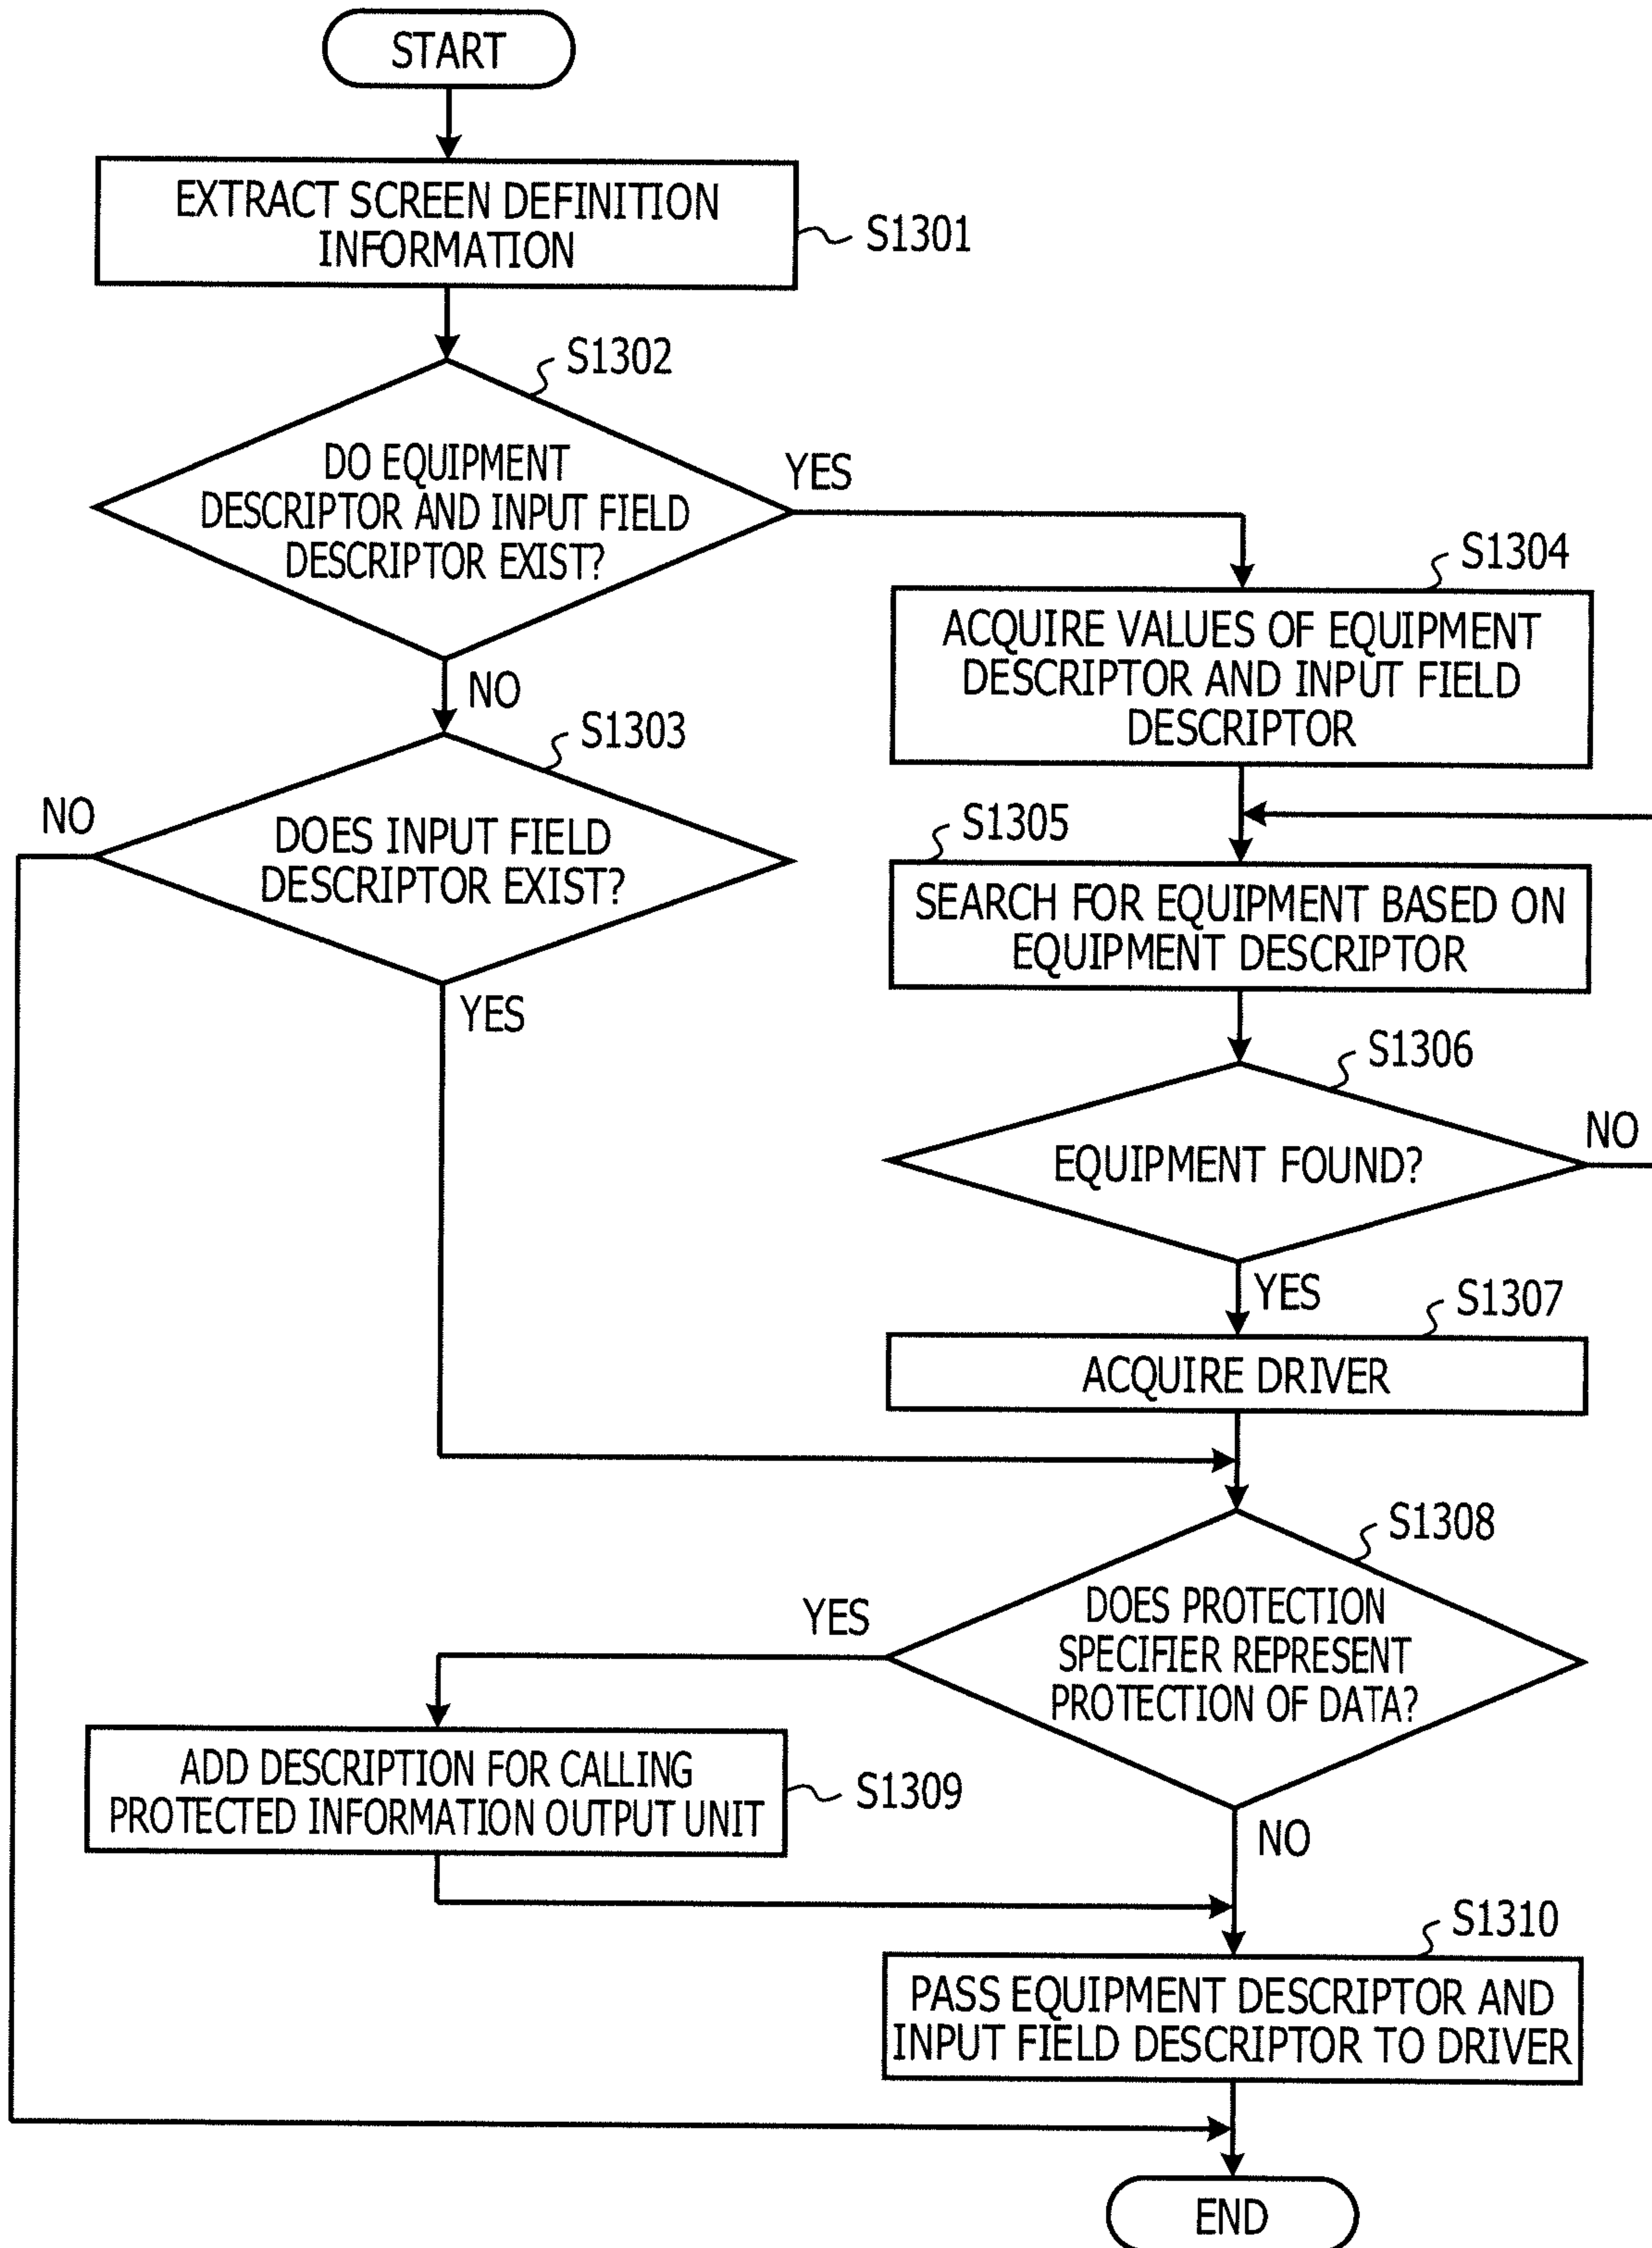 START
EXTRACT SCREEN DEFINITION
INFORMATION
S1301
S1302
DO EQUIPMENT
DESCRIPTOR AND INPUT FIELD
DESCRIPTOR EXIST?
YES
NO
S1303
NO
DOES INPUT FIELD
DESCRIPTOR EXIST?
YES
S1304
ACQUIRE VALUES OF EQUIPMENT
DESCRIPTOR AND INPUT FIELD
DESCRIPTOR
S1305
SEARCH FOR EQUIPMENT BASED ON
EQUIPMENT DESCRIPTOR
S1306
EQUIPMENT FOUND?
NO
YES
S1307
ACQUIRE DRIVER
S1308
DOES PROTECTION
SPECIFIER REPRESENT
PROTECTION OF DATA?
YES
ADD DESCRIPTION FOR CALLING
PROTECTED INFORMATION OUTPUT UNIT
S1309
NO
S1310
PASS EQUIPMENT DESCRIPTOR AND
INPUT FIELD DESCRIPTOR TO DRIVER
END